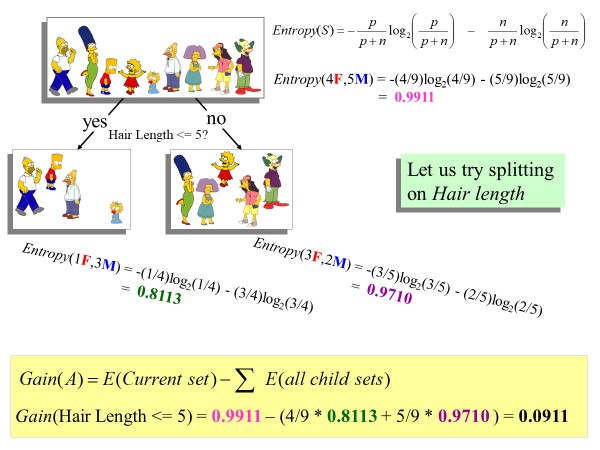 Entropy(S) = − p/(p+n) log₂(p/(p+n)) − n/(p+n) log₂(n/(p+n))
Entropy(4F,5M) = -(4/9)log₂(4/9) - (5/9)log₂(5/9)
= 0.9911
yes
no
Hair Length <= 5?
Let us try splitting
on Hair length
Entropy(1F,3M) = -(1/4)log₂(1/4) - (3/4)log₂(3/4)
= 0.8113
Entropy(3F,2M) = -(3/5)log₂(3/5) - (2/5)log₂(2/5)
= 0.9710
Gain(A) = E(Current set) − ∑ E(all child sets)
Gain(Hair Length <= 5) = 0.9911 – (4/9 * 0.8113 + 5/9 * 0.9710 ) = 0.0911